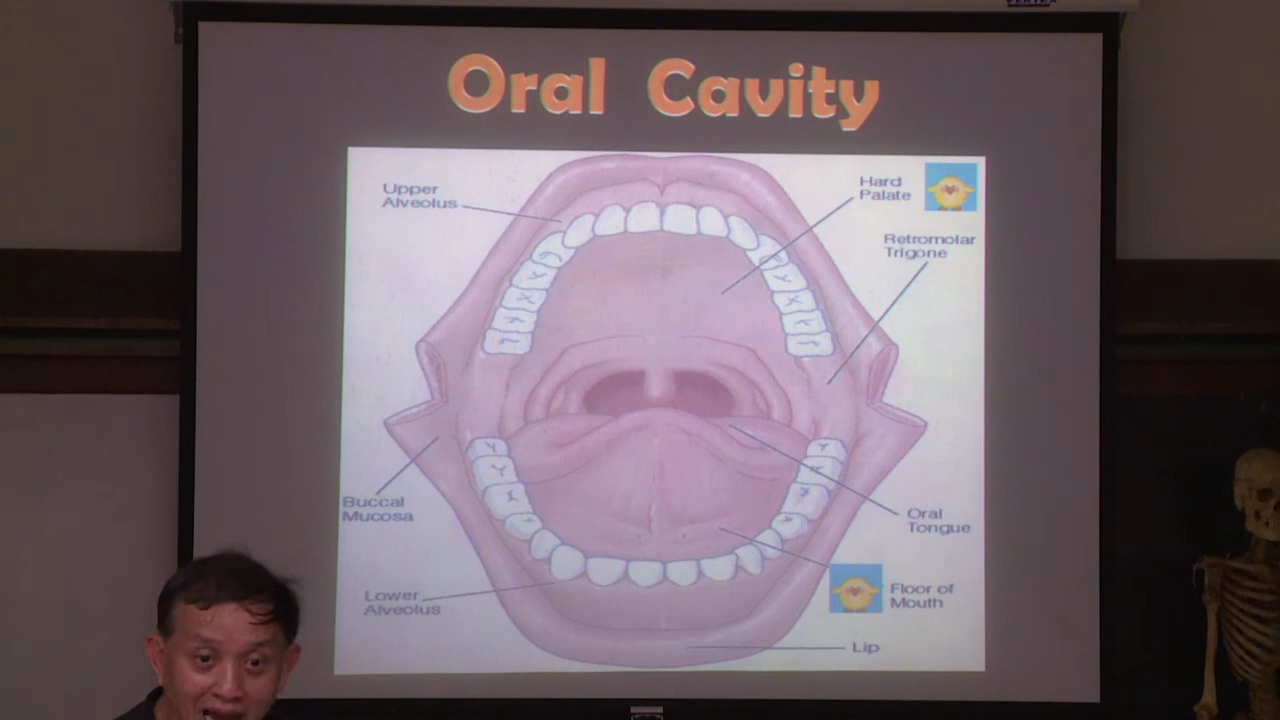 Oral Cavity
Upper
Alveolus
Hard
Palate
Retromolar
Trigone
Buccal
Mucosa
Oral
Tongue
Lower
Alveolus
Floor of
Mouth
Lip